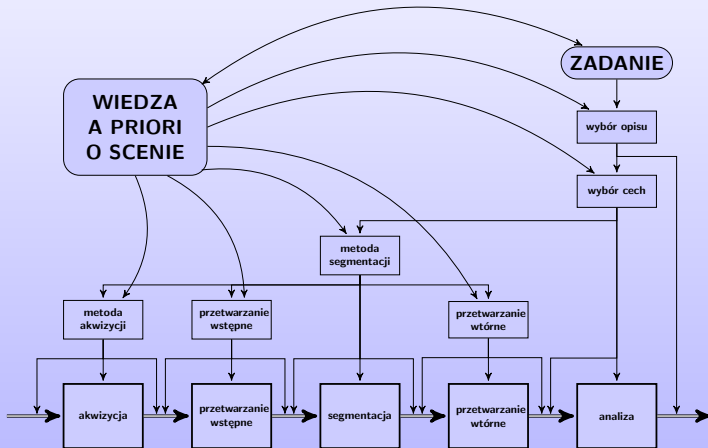 ZADANIE
WIEDZA
A PRIORI
O SCENIE
wybór opisu
wybór cech
metoda
segmentacji
metoda
akwizycji
przetwarzanie
wstępne
przetwarzanie
wtórne
akwizycja
przetwarzanie
wstępne
segmentacja
przetwarzanie
wtórne
analiza